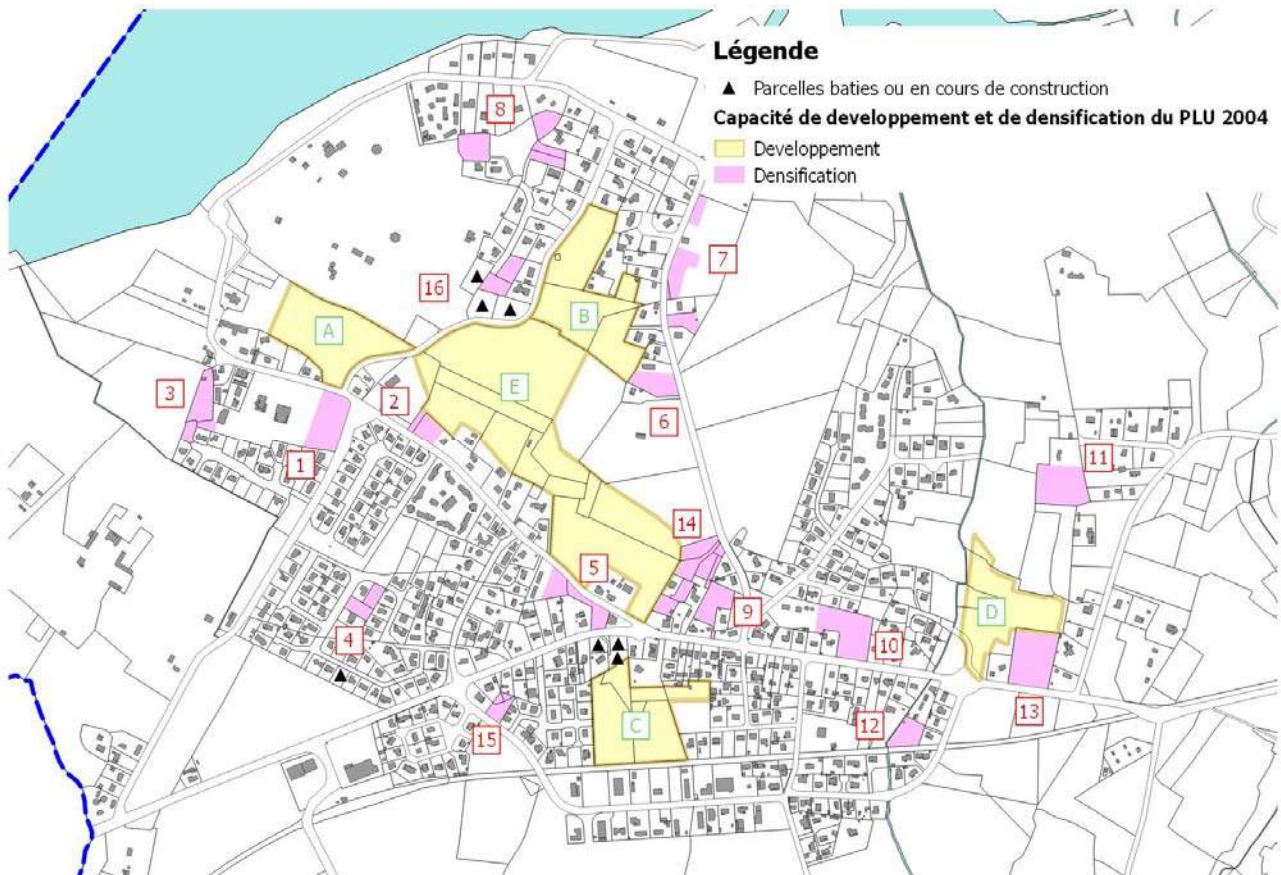 Légende
Parcelles baties ou en cours de construction
Capacité de developpement et de densification du PLU 2004
Developpement
Densification
8
7
16
A
B
3
2
E
6
1
11
14
5
4
9
10
D
15
C
12
13